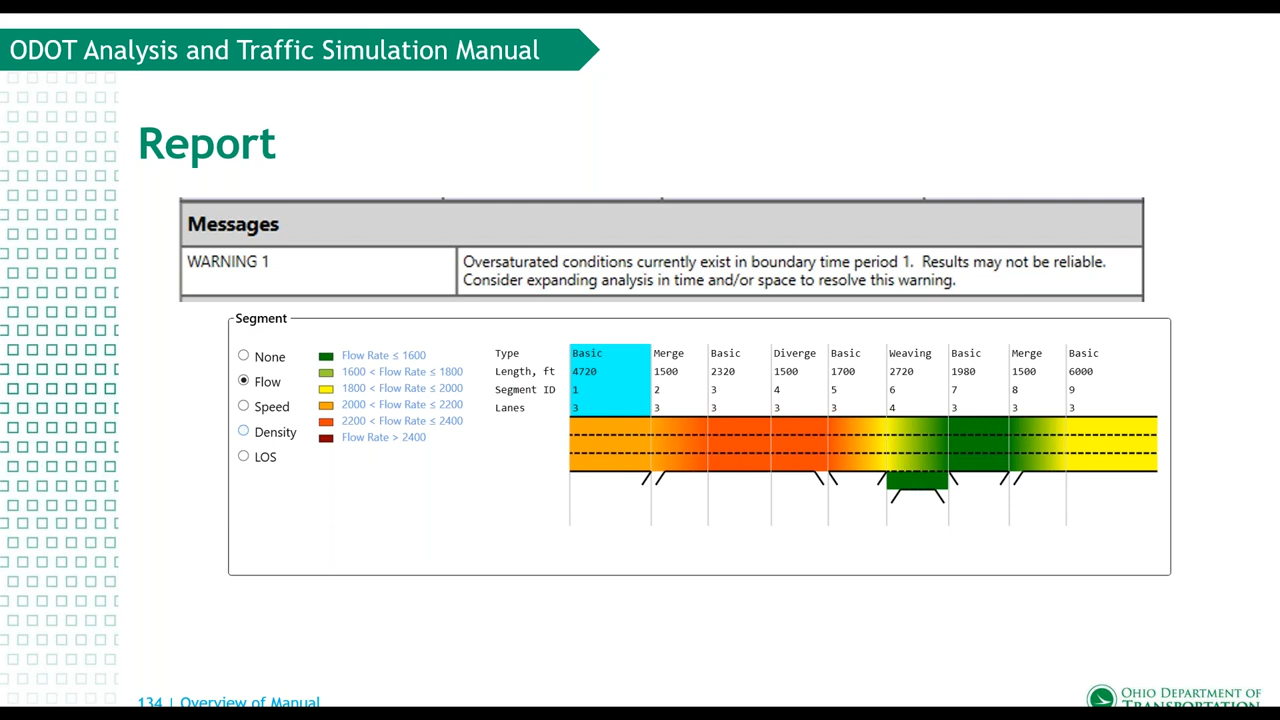 ODOT Analysis and Traffic Simulation Manual
Report
Messages
WARNING 1
Oversaturated conditions currently exist in boundary time period 1. Results may not be reliable.
Consider expanding analysis in time and/or space to resolve this warning.
Segment
None
Flow
Speed
Density
LOS
Flow Rate ≤ 1600
1600 < Flow Rate ≤ 1800
1800 < Flow Rate ≤ 2000
2000 < Flow Rate ≤ 2200
2200 < Flow Rate ≤ 2400
Flow Rate > 2400
Type Basic Merge Basic Diverge Basic Weaving Basic Merge Basic
Length, ft 4720 1500 2320 1500 1700 2720 1980 1500 6000
Segment ID 1 2 3 4 5 6 7 8 9
Lanes 3 3 3 3 3 4 3 3 3
134 | Overview of Manual
OHIO DEPARTMENT OF
TRANSPORTATION